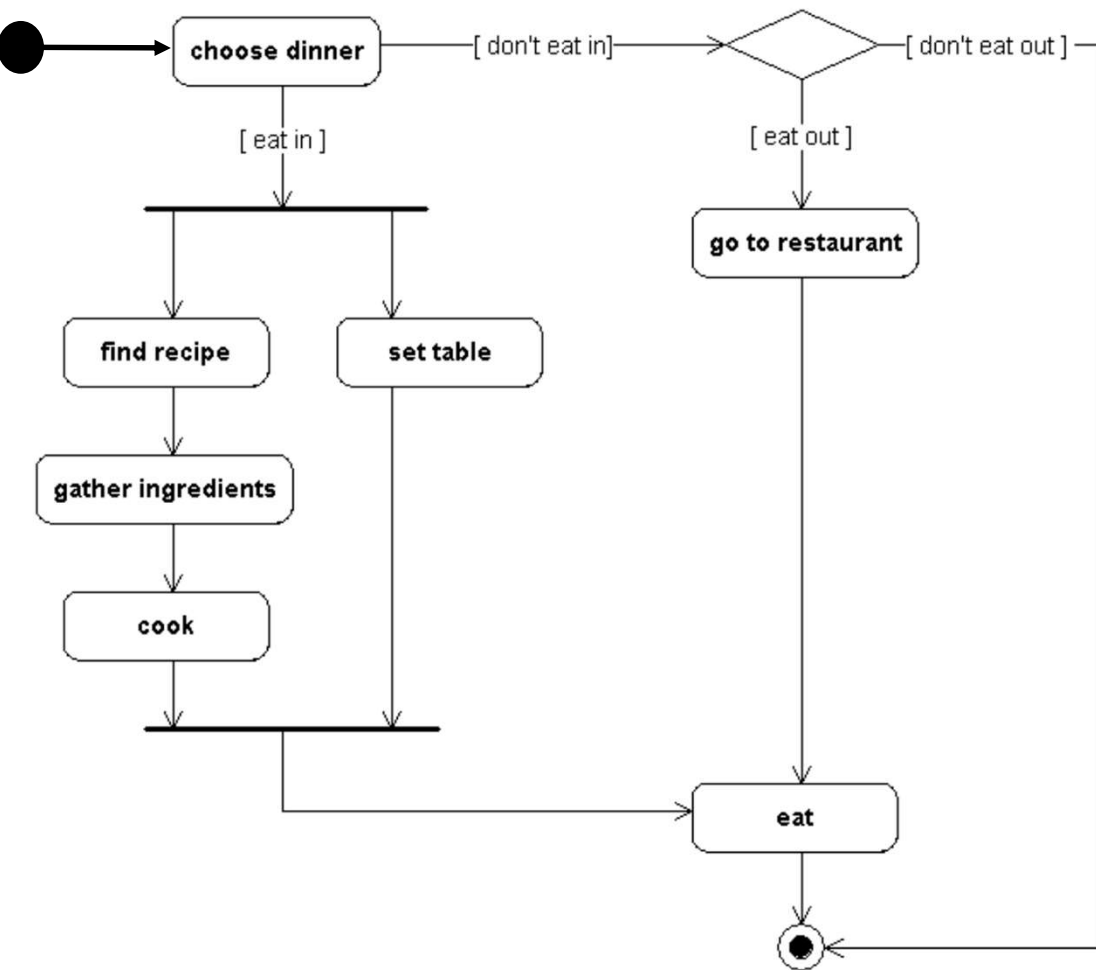 choose dinner
[ don't eat in]
[ don't eat out ]
[ eat in ]
[ eat out ]
go to restaurant
find recipe
set table
gather ingredients
cook
eat